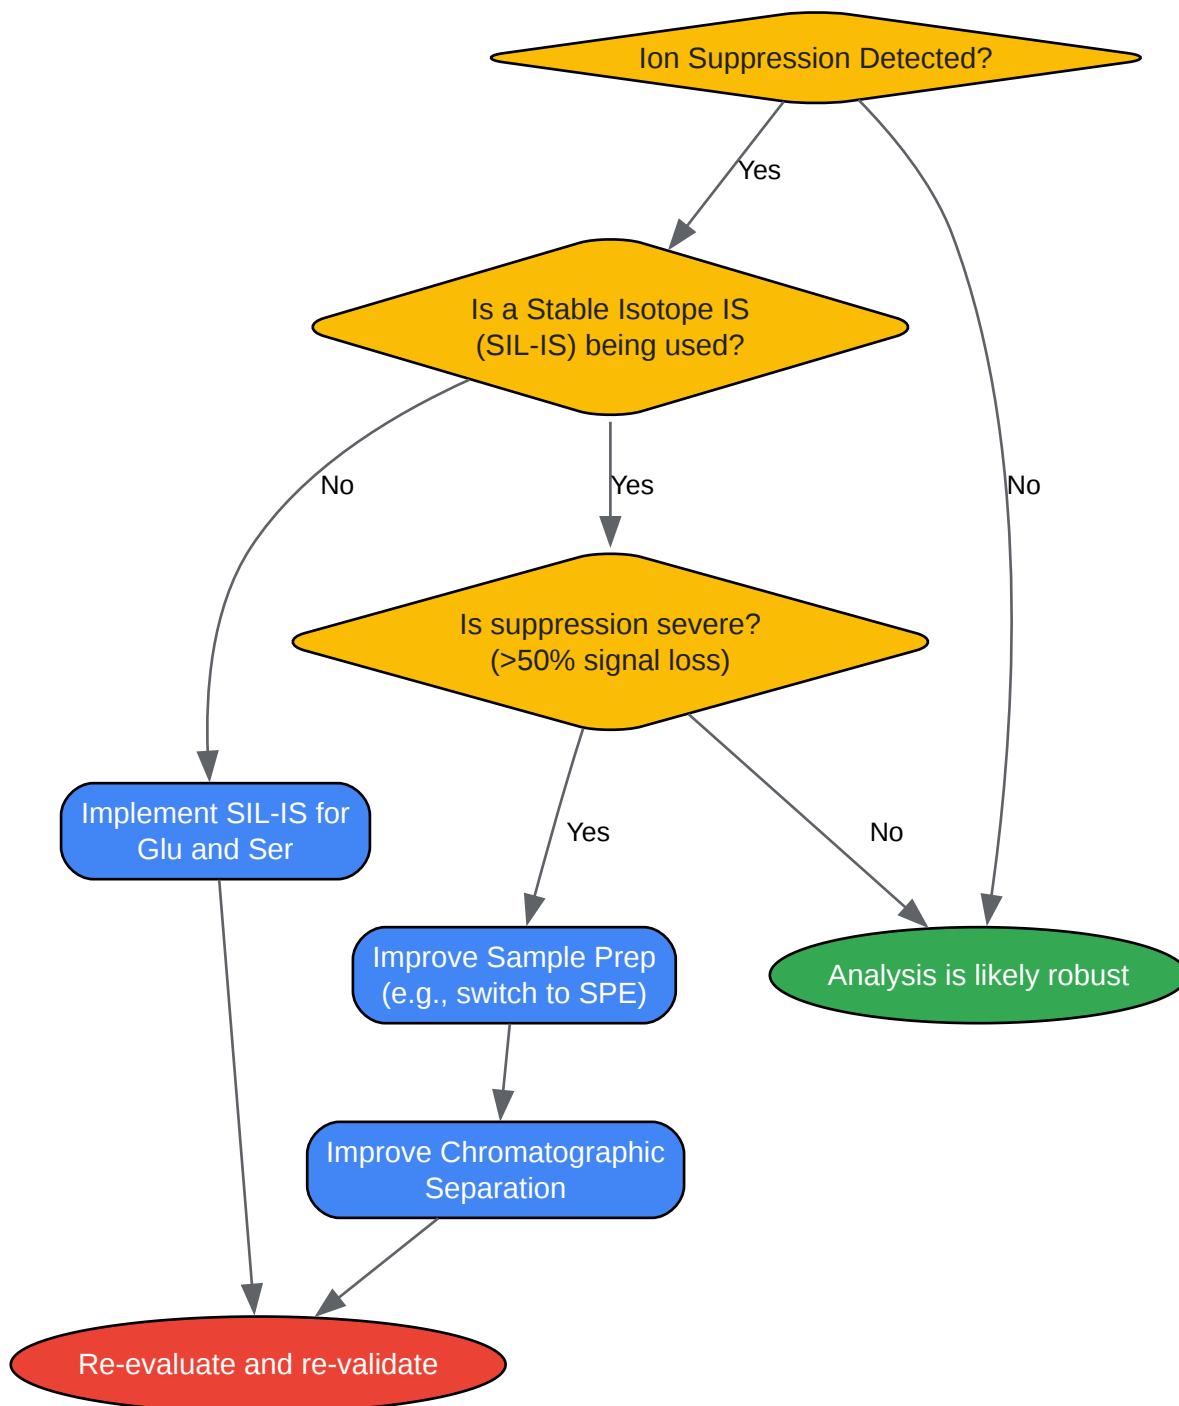 Ion Suppression Detected?
Yes
Is a Stable Isotope IS
(SIL-IS) being used?
No
Yes
No
Is suppression severe?
(>50% signal loss)
Implement SIL-IS for
Glu and Ser
Yes
No
Improve Sample Prep
(e.g., switch to SPE)
Analysis is likely robust
Improve Chromatographic
Separation
Re-evaluate and re-validate